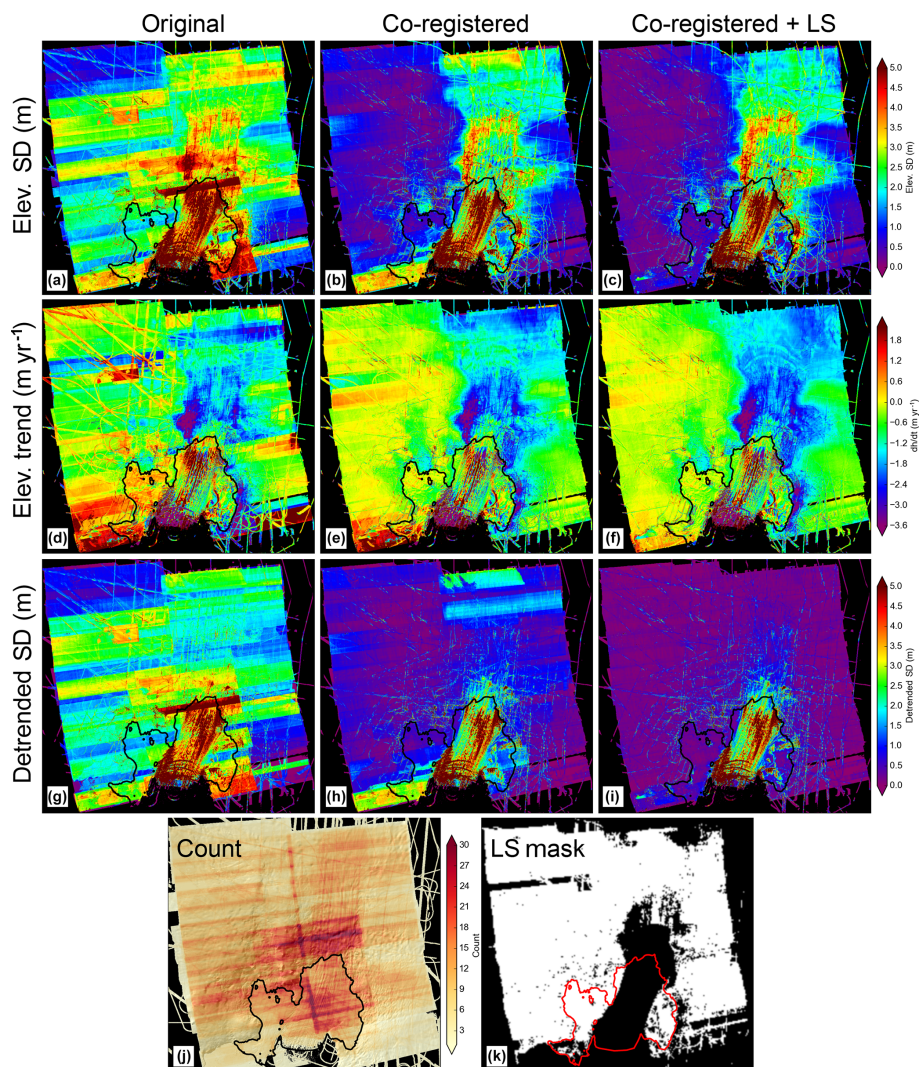 Original Co-registered Co-registered + LS
Elev. SD (m)
(a) (b) (c)
5.0
4.5
4.0
3.5
3.0
2.5
2.0
1.5
1.0
0.5
0.0
Elev. SD (m)
Elev. trend (m yr⁻¹)
(d) (e) (f)
1.8
1.2
0.6
0.0
−0.6
−1.2
−1.8
−2.4
−3.0
−3.6
dh/dt (m yr⁻¹)
Detrended SD (m)
(g) (h) (i)
5.0
4.5
4.0
3.5
3.0
2.5
2.0
1.5
1.0
0.5
0.0
Detrended SD (m)
Count
(j)
30
27
24
21
18
15
12
9
6
3
Count
LS mask
(k)